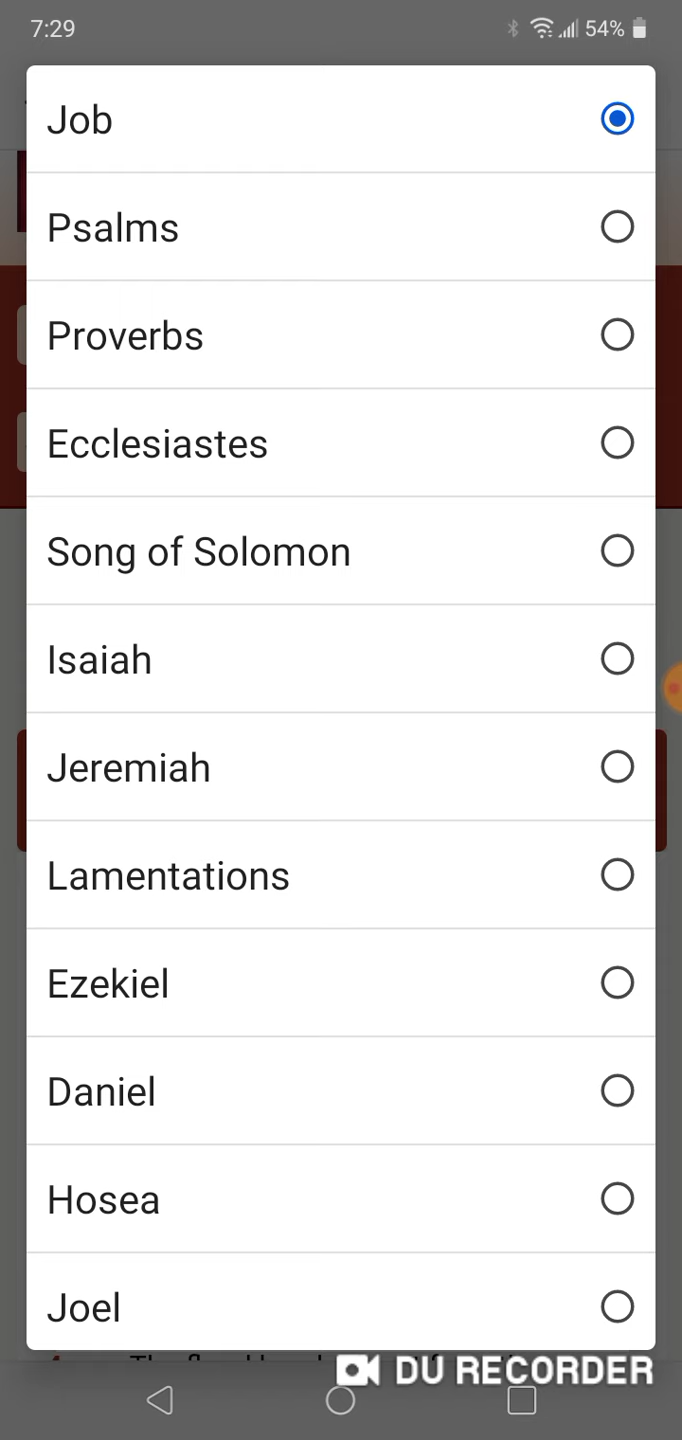 7:29
54%
Job
Psalms
Proverbs
Ecclesiastes
Song of Solomon
Isaiah
Jeremiah
Lamentations
Ezekiel
Daniel
Hosea
Joel
DU RECORDER